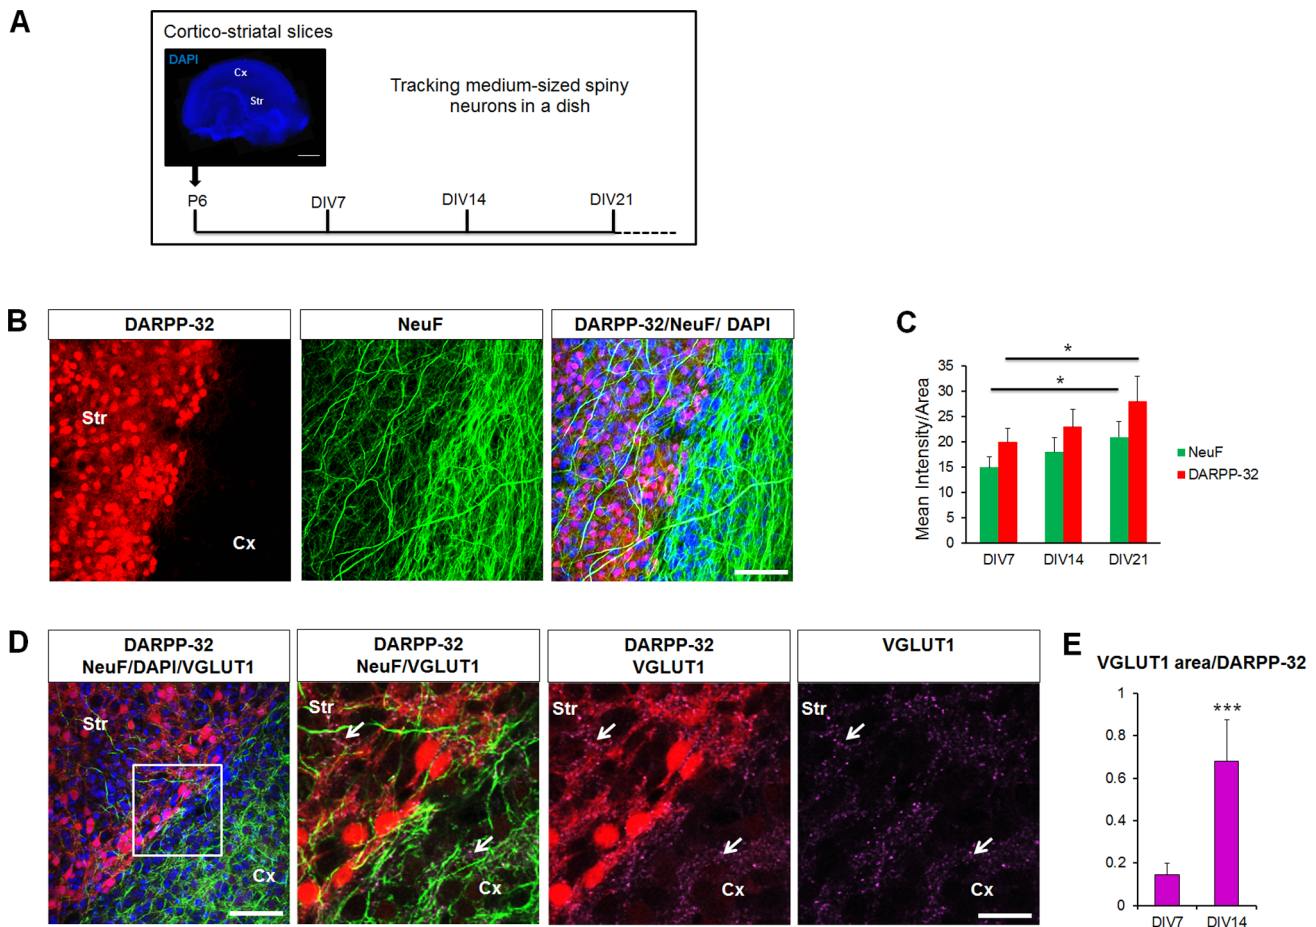 A
Cortico-striatal slices
DAPI
Cx
Str
Tracking medium-sized spiny
neurons in a dish
P6
DIV7
DIV14
DIV21
B
DARPP-32
NeuF
DARPP-32/NeuF/ DAPI
Str
Cx
C
*
*
Mean Intensity/Area
35
30
25
20
15
10
5
0
DIV7
DIV14
DIV21
NeuF
DARPP-32
D
DARPP-32
NeuF/DAPI/VGLUT1
DARPP-32
NeuF/VGLUT1
DARPP-32
VGLUT1
VGLUT1
Str
Cx
Str
Cx
Str
Cx
Str
Cx
E
VGLUT1 area/DARPP-32
1
0.8
0.6
0.4
0.2
0
***
DIV7
DIV14